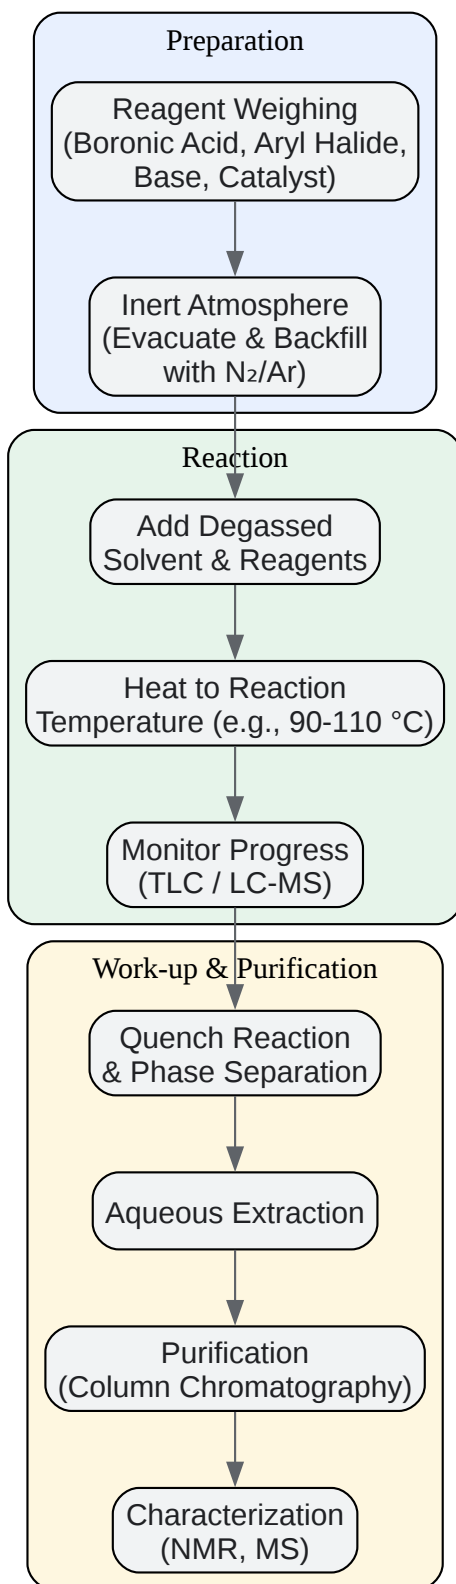 Preparation
Reagent Weighing
(Boronic Acid, Aryl Halide,
Base, Catalyst)
Inert Atmosphere
(Evacuate & Backfill
with N₂/Ar)
Reaction
Add Degassed
Solvent & Reagents
Heat to Reaction
Temperature (e.g., 90-110 °C)
Monitor Progress
(TLC / LC-MS)
Work-up & Purification
Quench Reaction
& Phase Separation
Aqueous Extraction
Purification
(Column Chromatography)
Characterization
(NMR, MS)